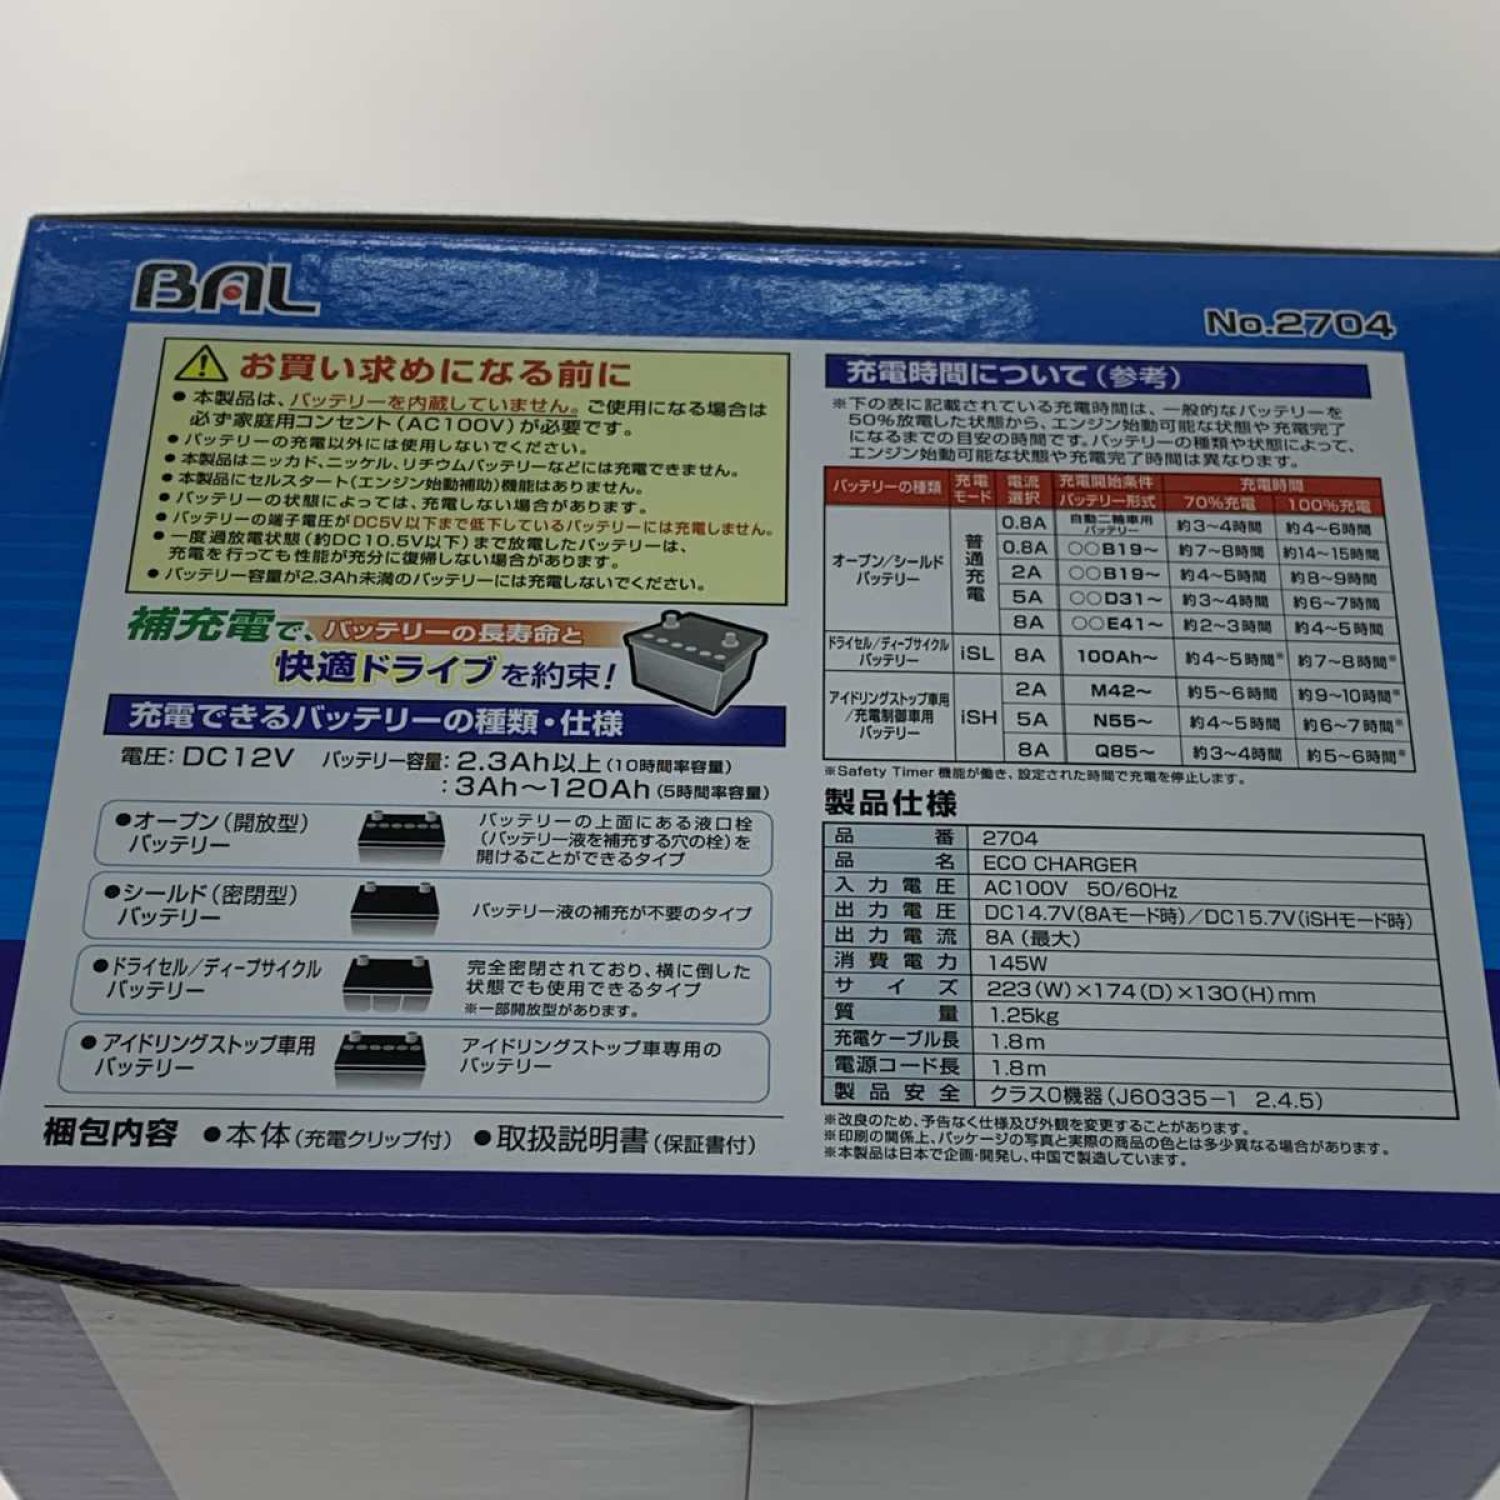 BAL
No.2704
お買い求めになる前に
●本製品は、バッテリーを内蔵していません。ご使用になる場合は
必ず家庭用コンセント(AC100V)が必要です。
●バッテリーの充電以外には使用しないでください。
●本製品はニッカド、ニッケル、リチウムバッテリーなどには充電できません。
●本製品にセルスタート(エンジン始動補助)機能はありません。
●バッテリーの状態によっては、充電しない場合があります。
●バッテリーの端子電圧がDC5V以下まで低下しているバッテリーには充電しません。
●一度過放電状態(約DC10.5V以下)まで放電したバッテリーは、
充電を行っても性能が充分に復帰しない場合があります。
●バッテリー容量が2.3Ah未満のバッテリーには充電しないでください。
補充電で、バッテリーの長寿命と
快適ドライブを約束!
充電できるバッテリーの種類・仕様
電圧:DC12V バッテリー容量:2.3Ah以上(10時間率容量)
:3Ah〜120Ah(5時間率容量)
●オープン(開放型)
バッテリー
バッテリーの上面にある液口栓
(バッテリー液を補充する穴の栓)を
開けることができるタイプ
●シールド(密閉型)
バッテリー
バッテリー液の補充が不要のタイプ
●ドライセル/ディープサイクル
バッテリー
完全密閉されており、横に倒した
状態でも使用できるタイプ
※一部開放型があります。
●アイドリングストップ車用
バッテリー
アイドリングストップ車専用の
バッテリー
梱包内容 ●本体(充電クリップ付) ●取扱説明書(保証書付)
充電時間について(参考)
※下の表に記載されている充電時間は、一般的なバッテリーを
50%放電した状態から、エンジン始動可能な状態や充電完了
になるまでの目安の時間です。バッテリーの種類や状態によって、
エンジン始動可能な状態や充電完了時間は異なります。
バッテリーの種類 充電モード 電流選択 充電開始条件 バッテリー形式 充電時間 70%充電 100%充電
オープン/シールドバッテリー 普通充電 0.8A 自動二輪車用バッテリー 約3〜4時間 約4〜6時間
0.8A ○○B19〜 約7〜8時間 約14〜15時間
2A ○○B19〜 約4〜5時間 約8〜9時間
5A ○○D31〜 約3〜4時間 約6〜7時間
8A ○○E41〜 約2〜3時間 約4〜5時間
ドライセル/ディープサイクルバッテリー iSL 8A 100Ah〜 約4〜5時間※ 約7〜8時間※
アイドリングストップ車用/充電制御車用バッテリー iSH 2A M42〜 約5〜6時間 約9〜10時間※
5A N55〜 約4〜5時間 約6〜7時間※
8A Q85〜 約3〜4時間 約5〜6時間※
※Safety Timer 機能が働き、設定された時間で充電を停止します。
製品仕様
品番 2704
品名 ECO CHARGER
入力電圧 AC100V 50/60Hz
出力電圧 DC14.7V(8Aモード時)/DC15.7V(iSHモード時)
出力電流 8A(最大)
消費電力 145W
サイズ 223(W)×174(D)×130(H)mm
質量 1.25kg
充電ケーブル長 1.8m
電源コード長 1.8m
製品安全 クラス0機器(J60335-1 2.4.5)
※改良のため、予告なく仕様及び外観を変更することがあります。
※印刷の関係上、パッケージの写真と実際の商品の色とは多少異なる場合があります。
※本製品は日本で企画・開発し、中国で製造しています。